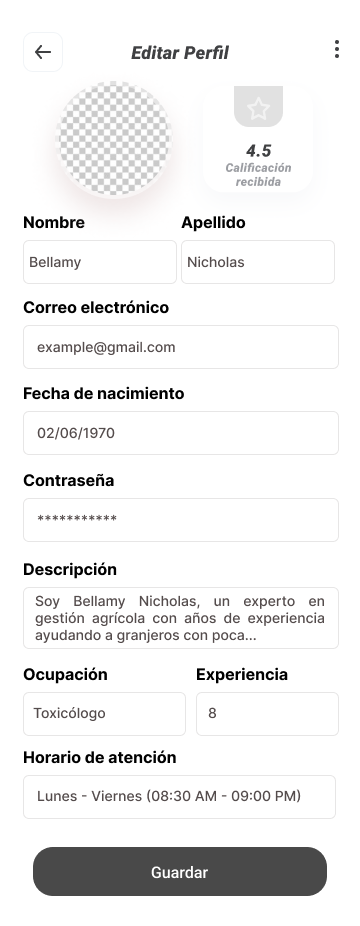 Editar Perfil
4.5
Calificación
recibida
Nombre
Apellido
Bellamy
Nicholas
Correo electrónico
example@gmail.com
Fecha de nacimiento
02/06/1970
Contraseña
***********
Descripción
Soy Bellamy Nicholas, un experto en
gestión agrícola con años de experiencia
ayudando a granjeros con poca...
Ocupación
Experiencia
Toxicólogo
8
Horario de atención
Lunes - Viernes (08:30 AM - 09:00 PM)
Guardar